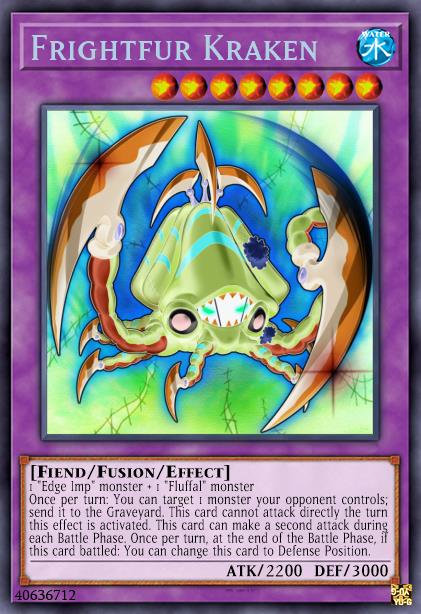 Frightfur Kraken
WATER
水
[Fiend/Fusion/Effect]
1 "Edge Imp" monster + 1 "Fluffal" monster
Once per turn: You can target 1 monster your opponent controls;
send it to the Graveyard. This card cannot attack directly the turn
this effect is activated. This card can make a second attack during
each Battle Phase. Once per turn, at the end of the Battle Phase, if
this card battled: You can change this card to Defense Position.
ATK/2200 DEF/3000
40636712